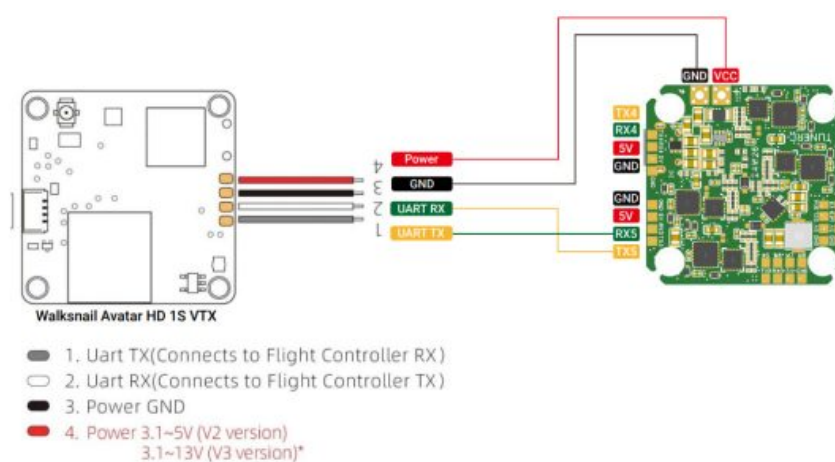 GND VCC
TX4
RX4
5V
GND
GND
5V
RX5
TX5
4 Power
3 GND
2 UART RX
1 UART TX
Walksnail Avatar HD 1S VTX
1. Uart TX(Connects to Flight Controller RX)
2. Uart RX(Connects to Flight Controller TX)
3. Power GND
4. Power 3.1~5V (V2 version)
3.1~13V (V3 version)*